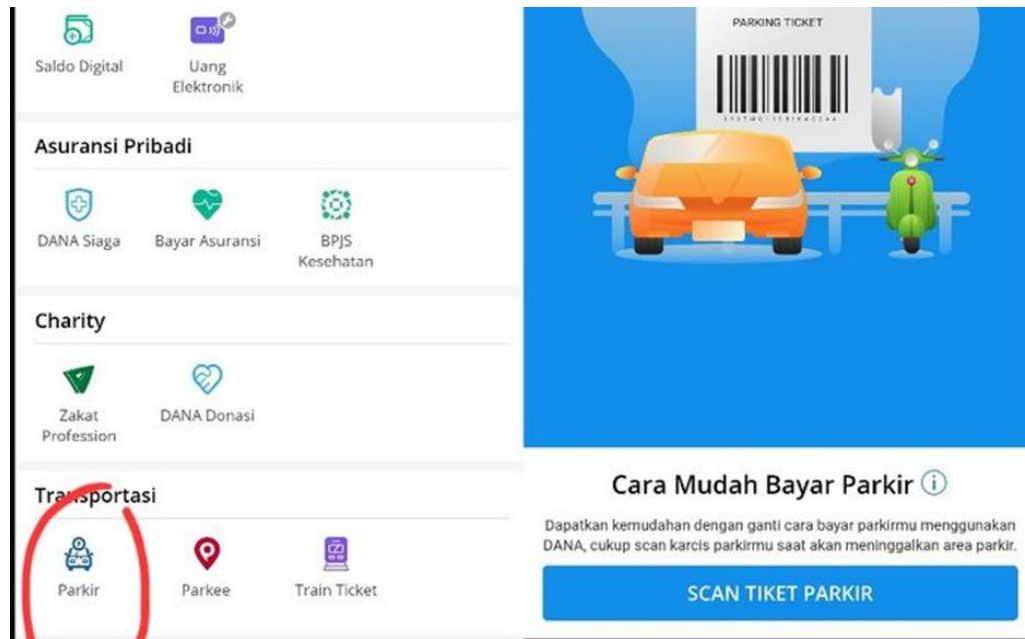 Saldo Digital
Uang
Elektronik
Asuransi Pribadi
DANA Siaga
Bayar Asuransi
BPJS
Kesehatan
Charity
Zakat
Profession
DANA Donasi
Transportasi
Parkir
Parkee
Train Ticket
PARKING TICKET
Cara Mudah Bayar Parkir
Dapatkan kemudahan dengan ganti cara bayar parkirmu menggunakan
DANA, cukup scan karcis parkirmu saat akan meninggalkan area parkir.
SCAN TIKET PARKIR